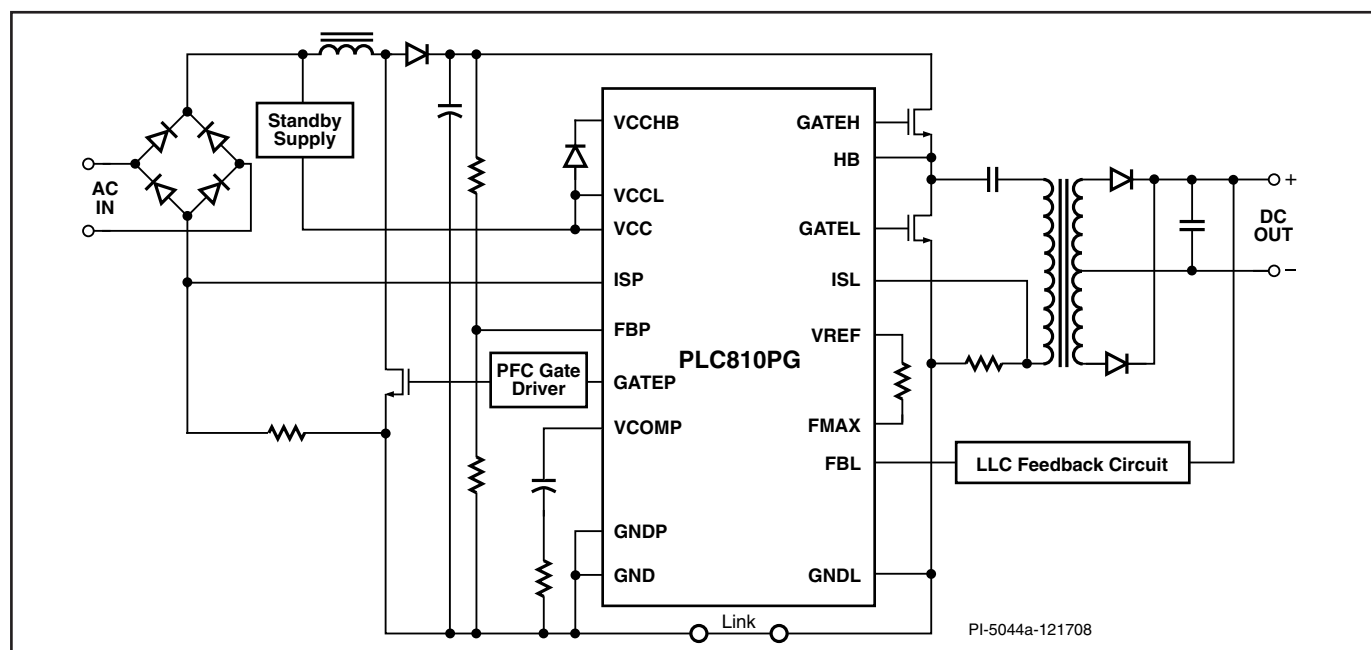 Standby
Supply
AC
IN
VCCHB
VCCL
VCC
ISP
FBP
GATEP
VCOMP
GNDP
GND
PFC Gate
Driver
PLC810PG
GATEH
HB
GATEL
ISL
VREF
FMAX
FBL
GNDL
LLC Feedback Circuit
+
DC
OUT
−
Link
PI-5044a-121708